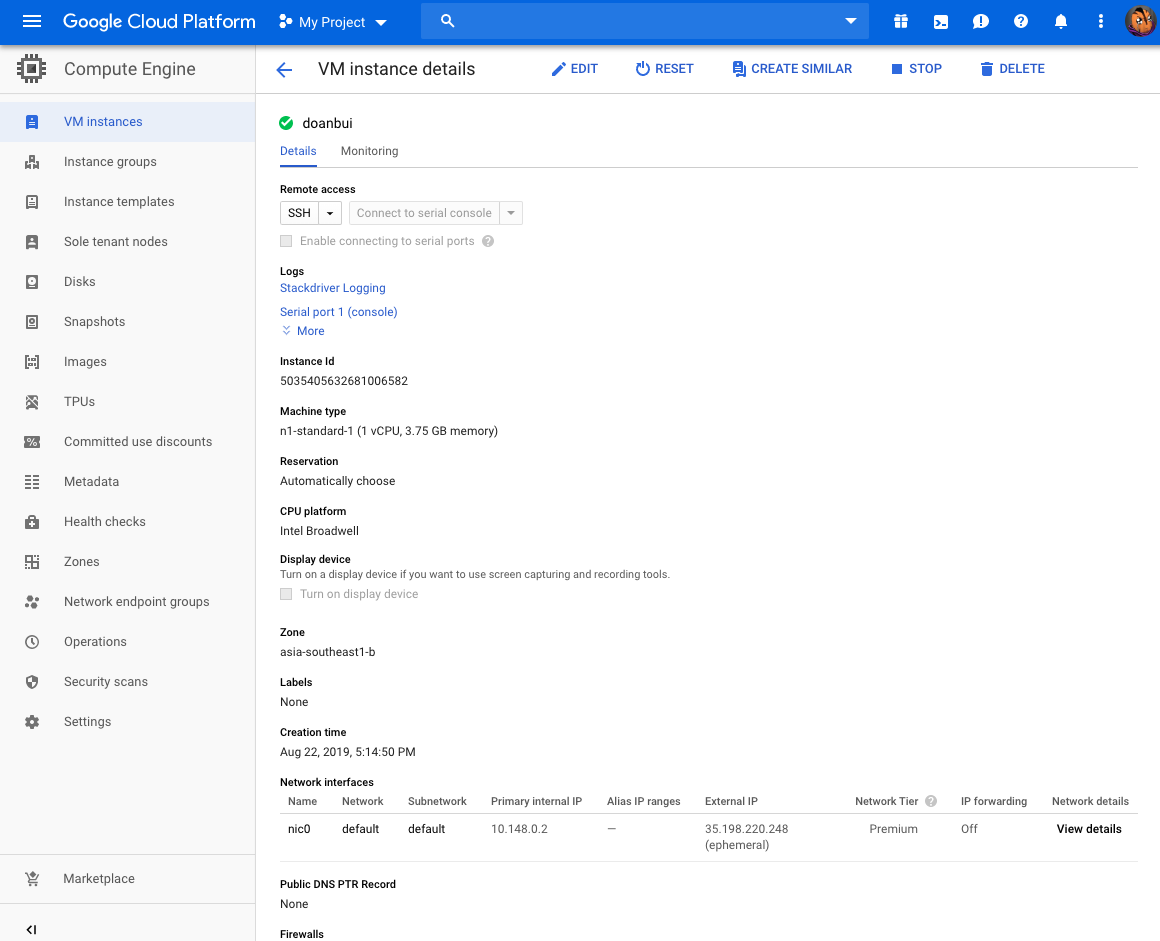 Google Cloud Platform
My Project
Compute Engine
VM instances
Instance groups
Instance templates
Sole tenant nodes
Disks
Snapshots
Images
TPUs
Committed use discounts
Metadata
Health checks
Zones
Network endpoint groups
Operations
Security scans
Settings
Marketplace
VM instance details
EDIT
RESET
CREATE SIMILAR
STOP
DELETE
doanbui
Details Monitoring
Remote access
SSH Connect to serial console
Enable connecting to serial ports
Logs
Stackdriver Logging
Serial port 1 (console)
More
Instance Id
5035405632681006582
Machine type
n1-standard-1 (1 vCPU, 3.75 GB memory)
Reservation
Automatically choose
CPU platform
Intel Broadwell
Display device
Turn on a display device if you want to use screen capturing and recording tools.
Turn on display device
Zone
asia-southeast1-b
Labels
None
Creation time
Aug 22, 2019, 5:14:50 PM
Network interfaces
Name Network Subnetwork Primary internal IP Alias IP ranges External IP Network Tier IP forwarding Network details
nic0 default default 10.148.0.2 — 35.198.220.248 Premium Off View details
(ephemeral)
Public DNS PTR Record
None
Firewalls